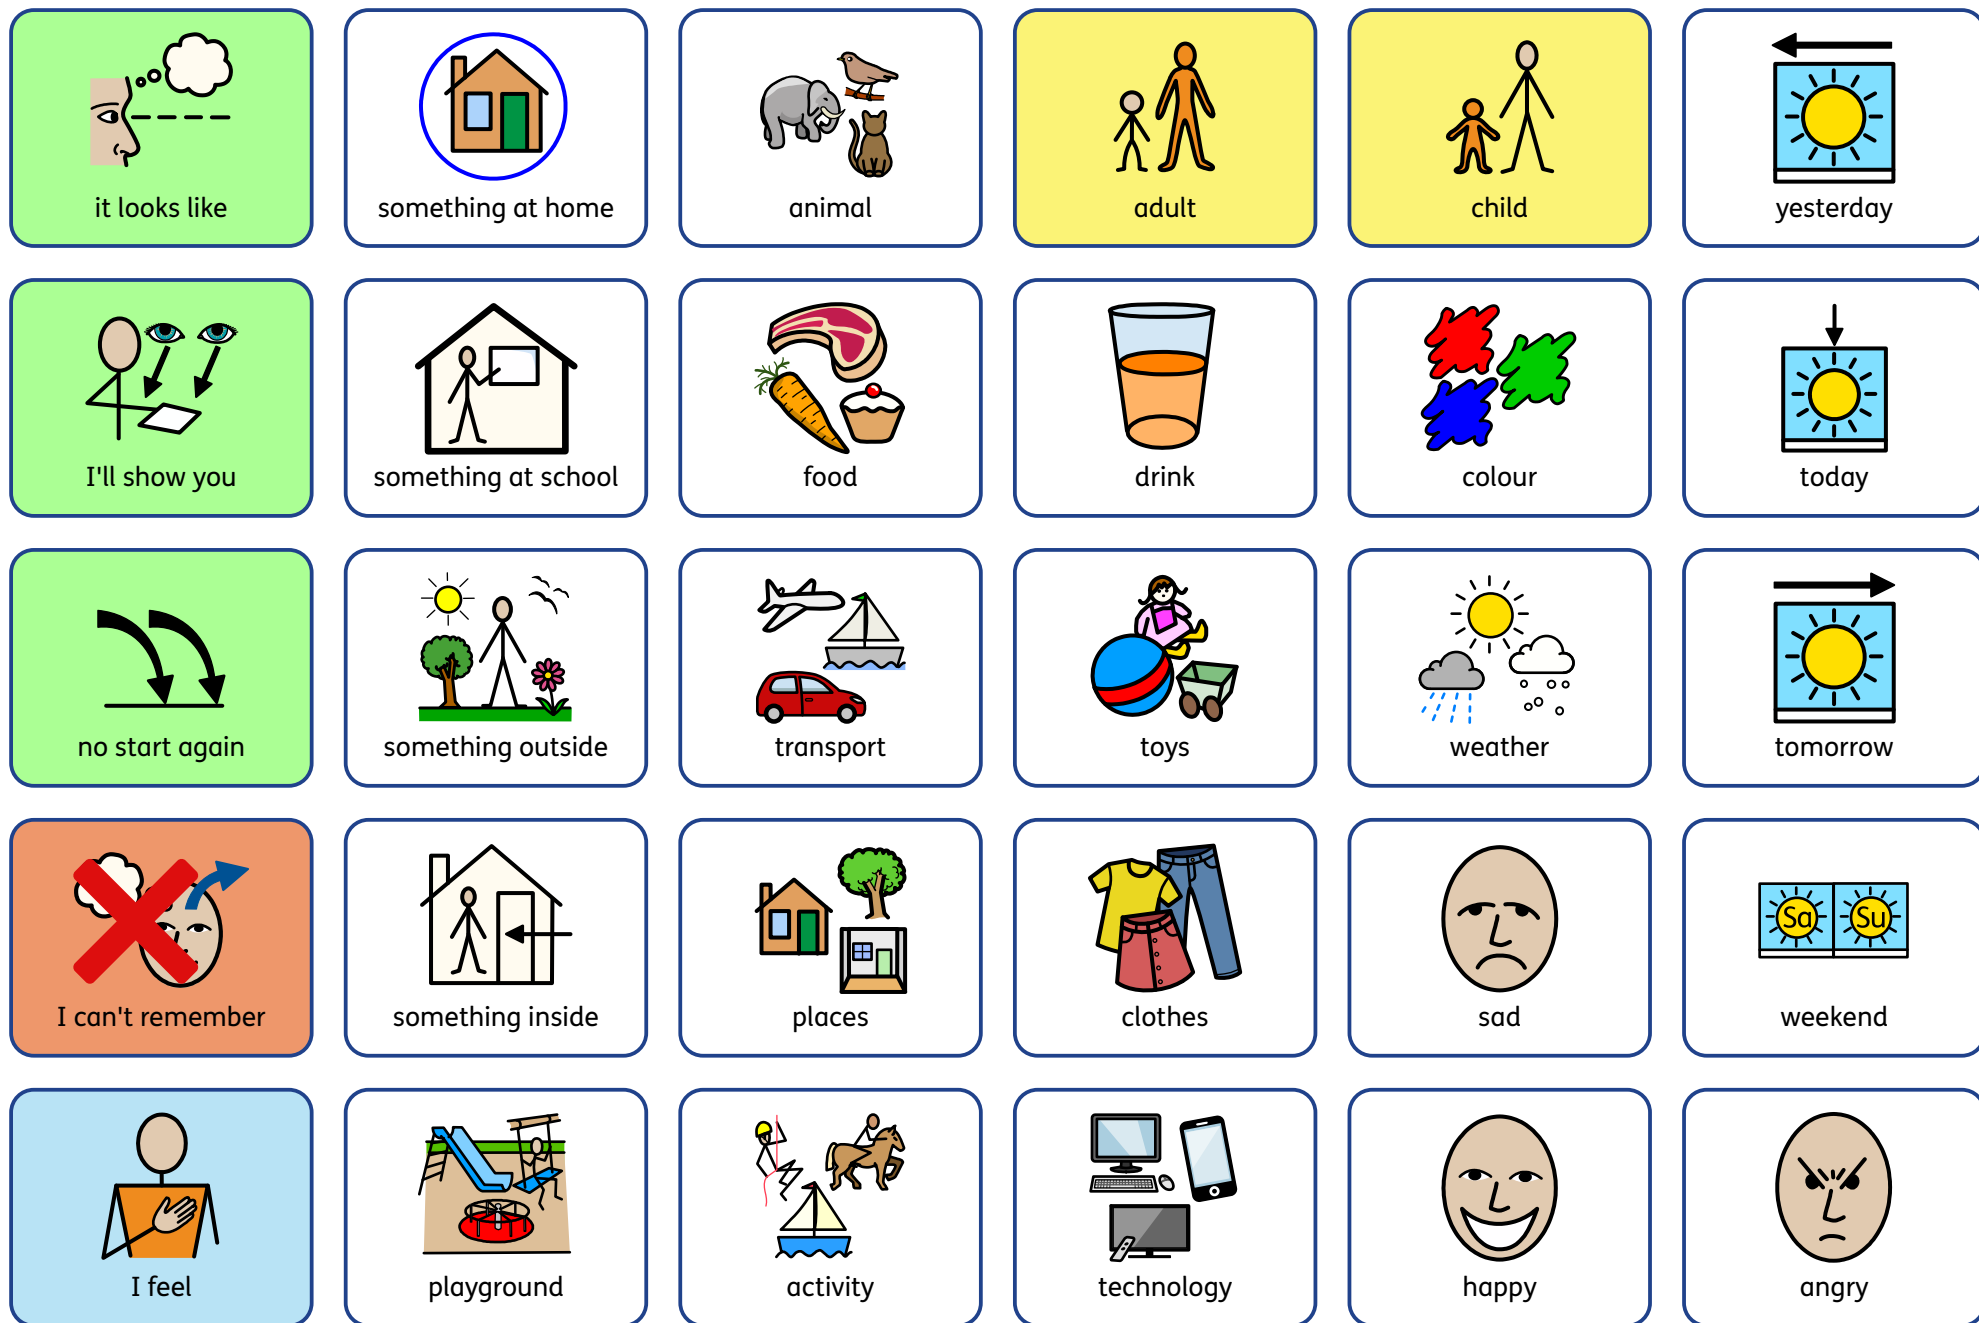 it looks like
something at home
animal
adult
child
yesterday
I'll show you
something at school
food
drink
colour
today
no start again
something outside
transport
toys
weather
tomorrow
I can't remember
something inside
places
clothes
sad
Sa Su
weekend
I feel
playground
activity
technology
happy
angry